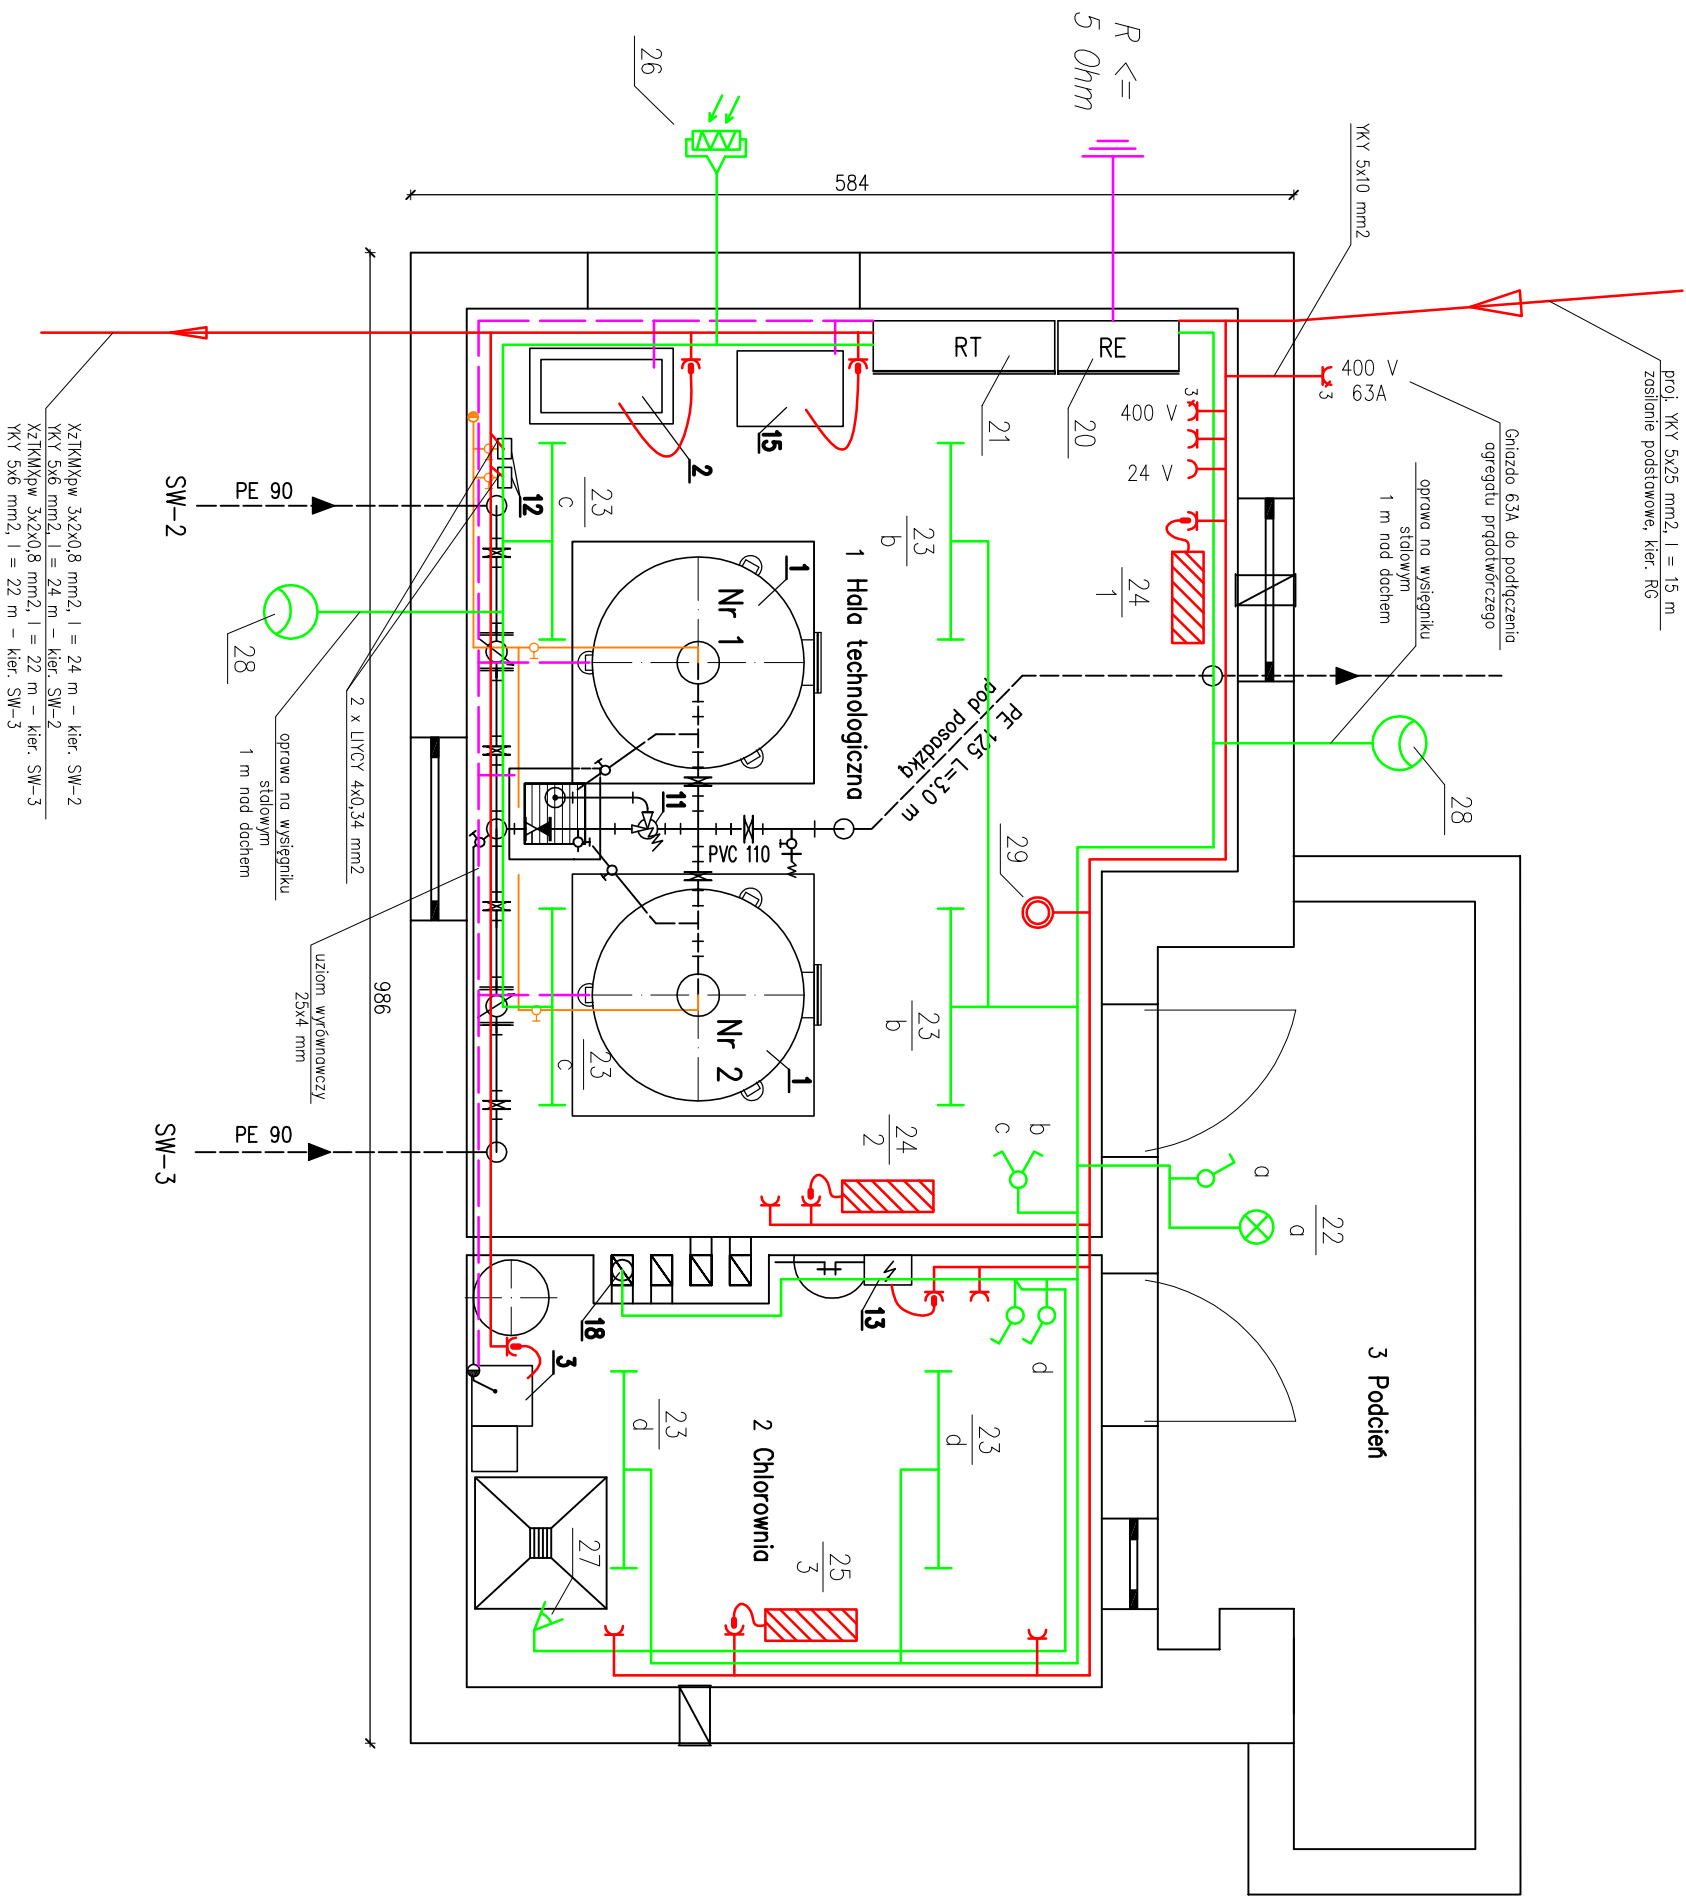 R <=
5 Ohm
26
584
YKY 5x10 mm2
proj. YKY 5x25 mm2, l = 15 m
zasilanie podstawowe, kier. RG
400 V
63A
3
Gniazdo 63A do podłączenia
agregatu prądotwórczego
oprawa na wysięgniku
stalowym
1 m nad dachem
RT
RE
3
400 V
24 V
20
21
15
2
12
23
c
23
b
24
1
28
1 Hala technologiczna
1
Nr 1
PE 125 L=3.0 m
pod posadzką
11
PVC 110
29
SW-2
PE 90
28
2 x LIYCY 4x0,34 mm2
oprawa na wysięgniku
stalowym
1 m nad dachem
XzTKMXpw 3x2x0,8 mm2, l = 24 m - kier. SW-2
YKY 5x6 mm2, l = 24 m - kier. SW-2
XzTKMXpw 3x2x0,8 mm2, l = 22 m - kier. SW-3
YKY 5x6 mm2, l = 22 m - kier. SW-3
986
uziom wyrównawczy
25x4 mm
23
b
23
c
Nr 2
1
SW-3
PE 90
24
2
b
c
a
22
a
18
13
3
d
3 Podcień
23
d
23
d
2 Chlorownia
27
25
3